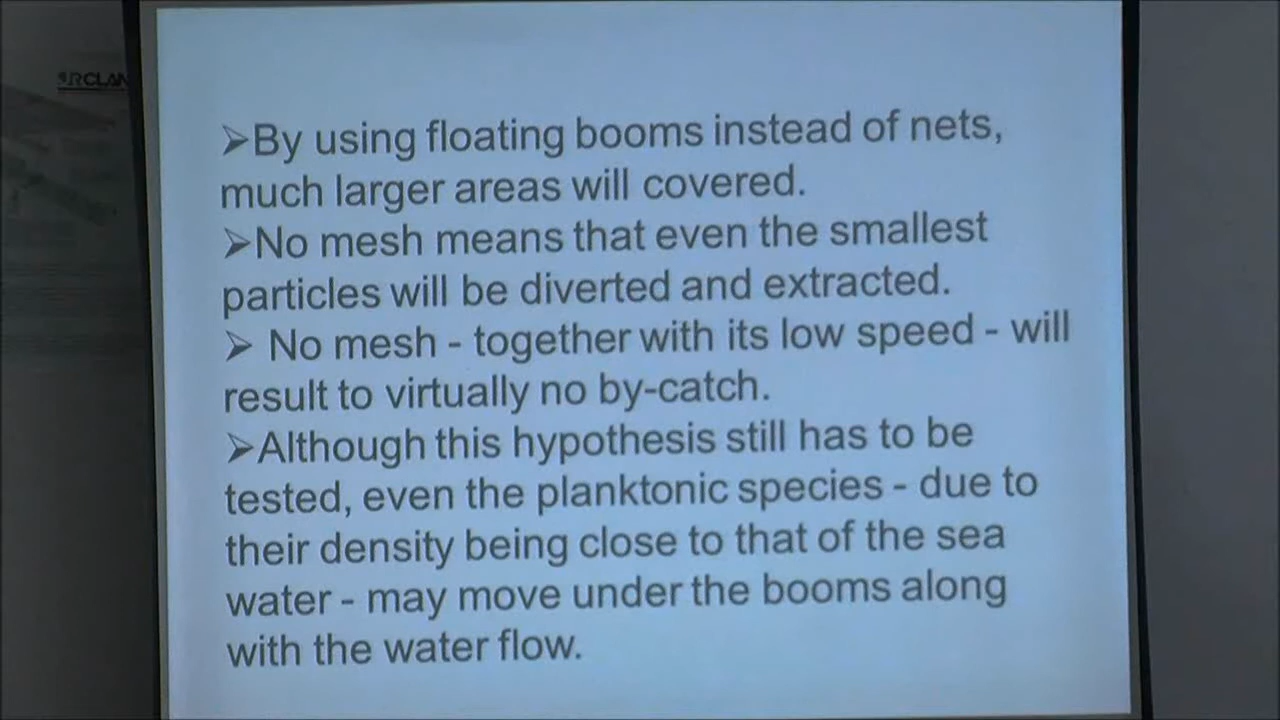 ➢By using floating booms instead of nets,
much larger areas will covered.
➢No mesh means that even the smallest
particles will be diverted and extracted.
➢ No mesh - together with its low speed - will
result to virtually no by-catch.
➢Although this hypothesis still has to be
tested, even the planktonic species - due to
their density being close to that of the sea
water - may move under the booms along
with the water flow.